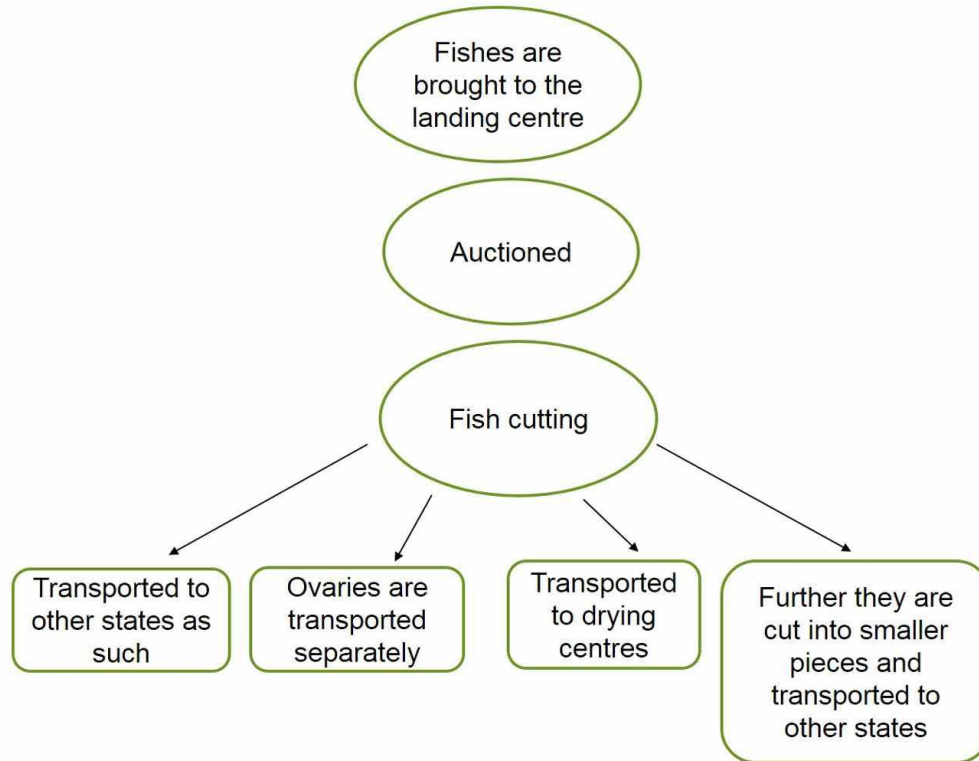 Fishes are
brought to the
landing centre
Auctioned
Fish cutting
Transported to
other states as
such
Ovaries are
transported
separately
Transported
to drying
centres
Further they are
cut into smaller
pieces and
transported to
other states